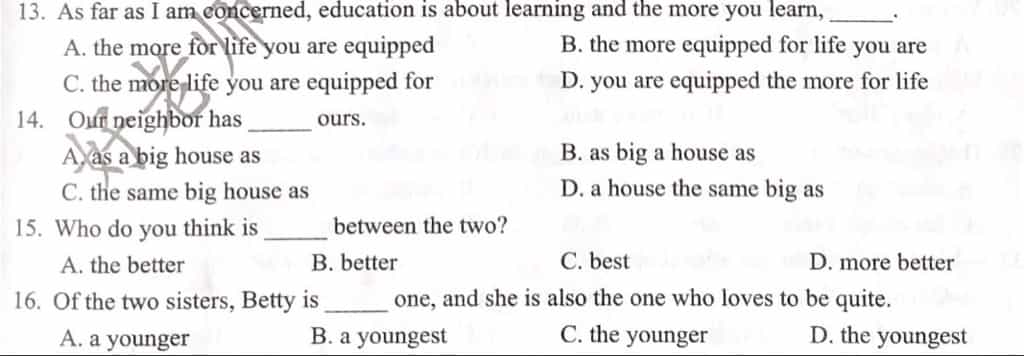 13. As far as I am concerned, education is about learning and the more you learn, ______.
A. the more for life you are equipped B. the more equipped for life you are
C. the more life you are equipped for D. you are equipped the more for life
14. Our neighbor has ______ ours.
A. as a big house as B. as big a house as
C. the same big house as D. a house the same big as
15. Who do you think is ______ between the two?
A. the better B. better C. best D. more better
16. Of the two sisters, Betty is ______ one, and she is also the one who loves to be quite.
A. a younger B. a youngest C. the younger D. the youngest